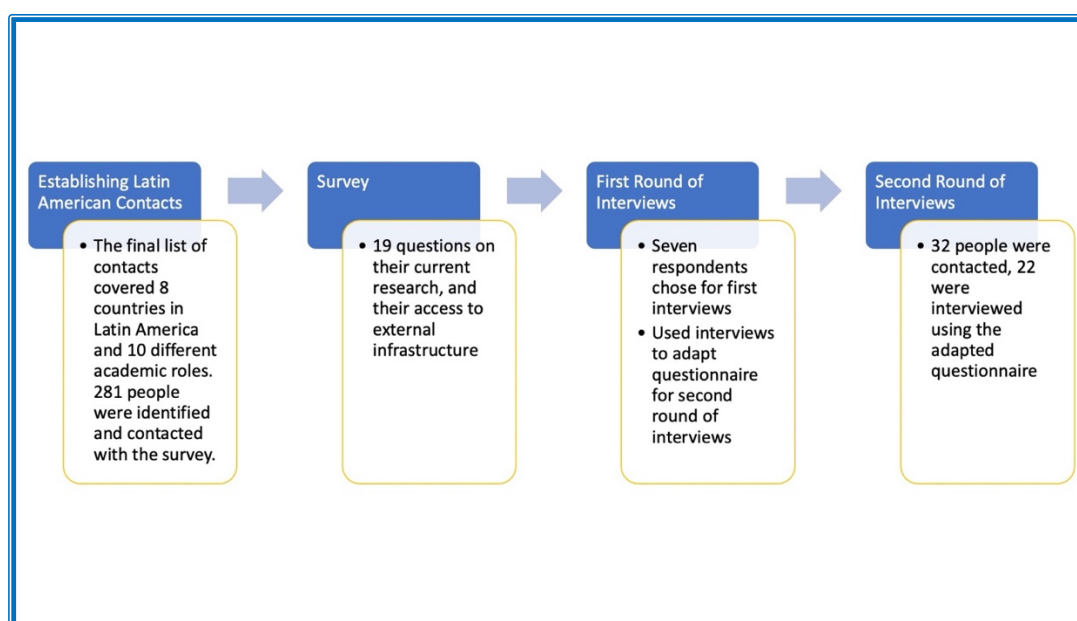 Establishing Latin
American Contacts
• The final list of
contacts
covered 8
countries in
Latin America
and 10 different
academic roles.
281 people
were identified
and contacted
with the survey.
Survey
• 19 questions on
their current
research, and
their access to
external
infrastructure
First Round of
Interviews
• Seven
respondents
chose for first
interviews
• Used interviews
to adapt
questionnaire
for second
round of
interviews
Second Round of
Interviews
• 32 people were
contacted, 22
were
interviewed
using the
adapted
questionnaire